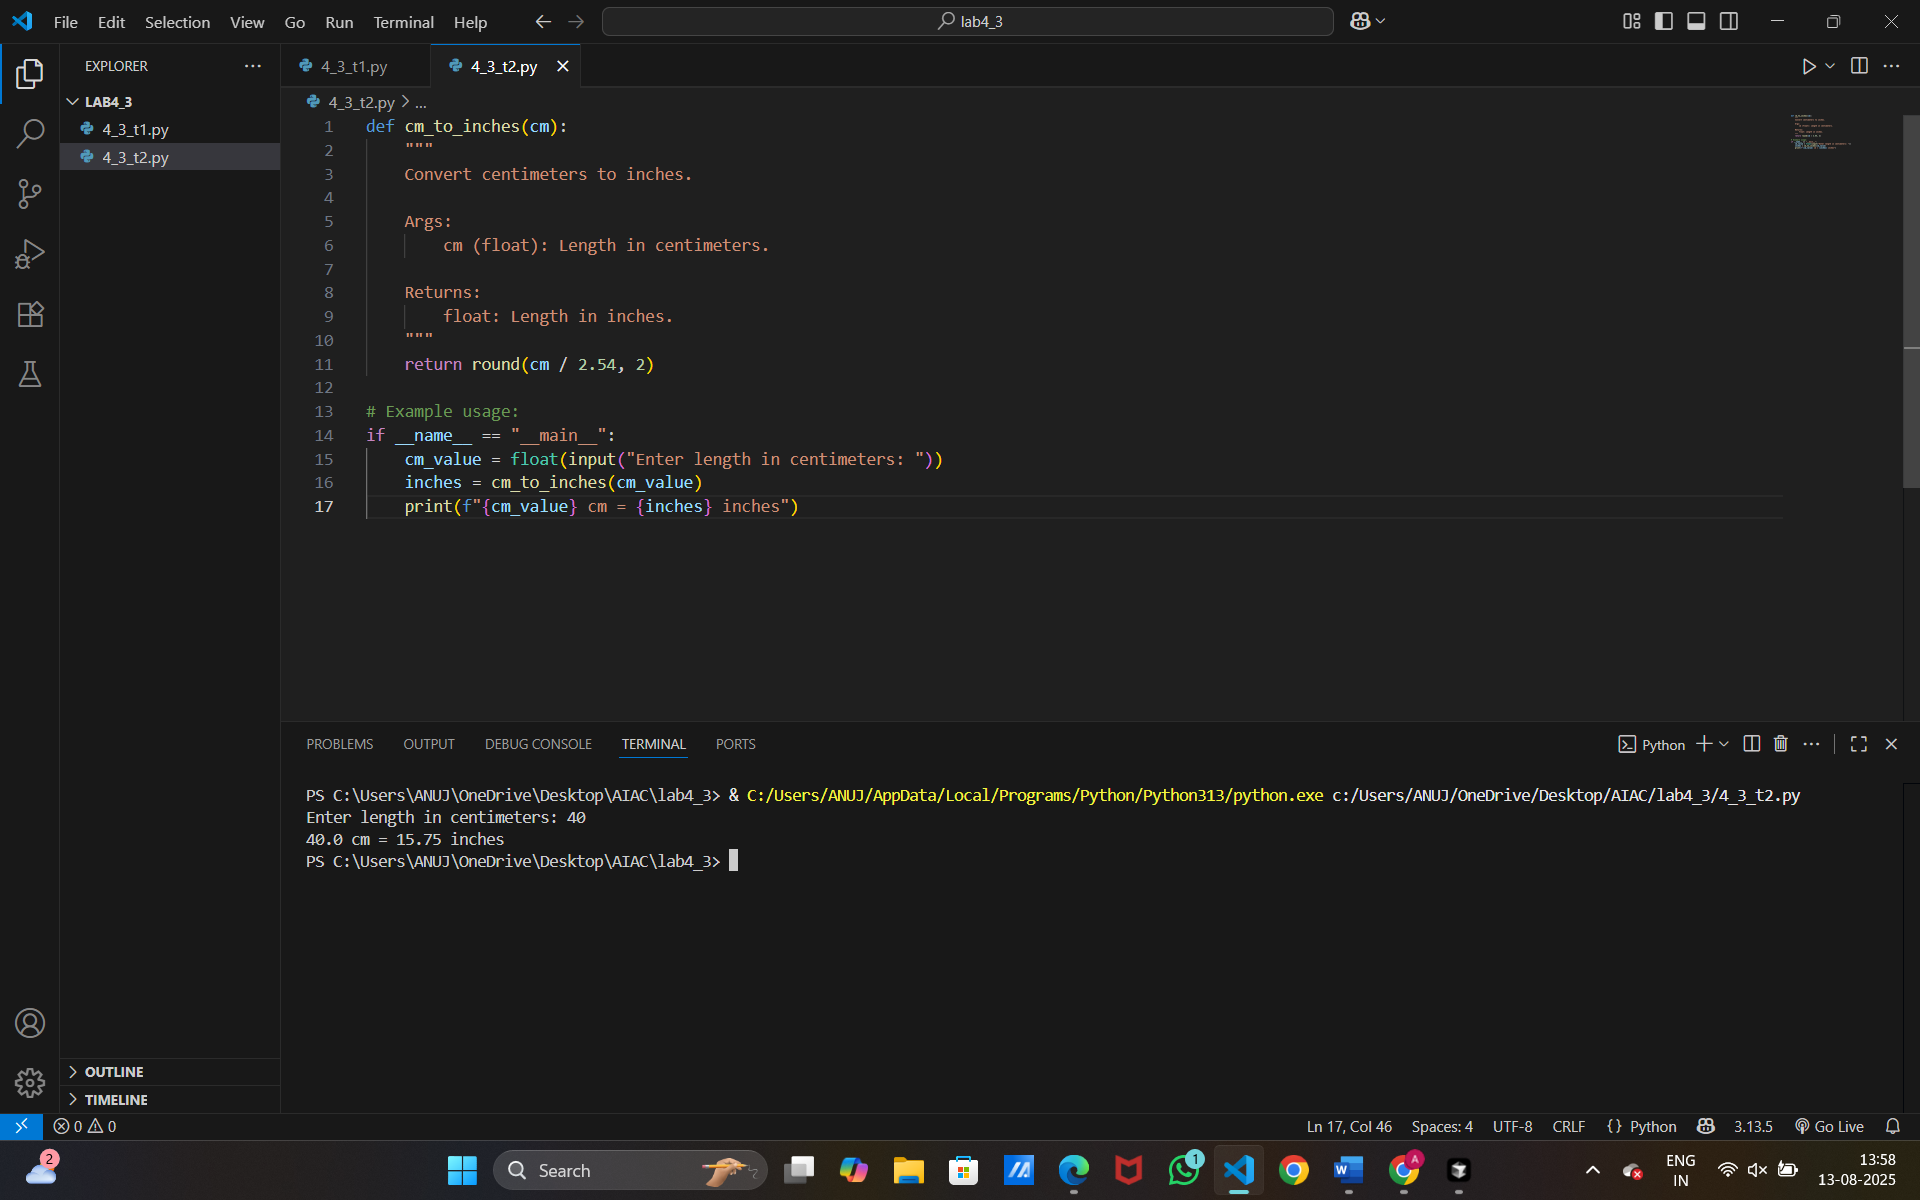 File Edit Selection View Go Run Terminal Help
lab4_3
EXPLORER
LAB4_3
4_3_t1.py
4_3_t2.py
OUTLINE
TIMELINE
4_3_t1.py
4_3_t2.py
4_3_t2.py > ...
1 def cm_to_inches(cm):
2 """
3 Convert centimeters to inches.
4
5 Args:
6 cm (float): Length in centimeters.
7
8 Returns:
9 float: Length in inches.
10 """
11 return round(cm / 2.54, 2)
12
13 # Example usage:
14 if __name__ == "__main__":
15 cm_value = float(input("Enter length in centimeters: "))
16 inches = cm_to_inches(cm_value)
17 print(f"{cm_value} cm = {inches} inches")
PROBLEMS OUTPUT DEBUG CONSOLE TERMINAL PORTS
Python
PS C:\Users\ANUJ\OneDrive\Desktop\AIAC\lab4_3> & C:/Users/ANUJ/AppData/Local/Programs/Python/Python313/python.exe c:/Users/ANUJ/OneDrive/Desktop/AIAC/lab4_3/4_3_t2.py
Enter length in centimeters: 40
40.0 cm = 15.75 inches
PS C:\Users\ANUJ\OneDrive\Desktop\AIAC\lab4_3>
0 0
Ln 17, Col 46 Spaces: 4 UTF-8 CRLF {} Python 3.13.5 Go Live
2
Search
1
A
ENG
IN
13:58
13-08-2025